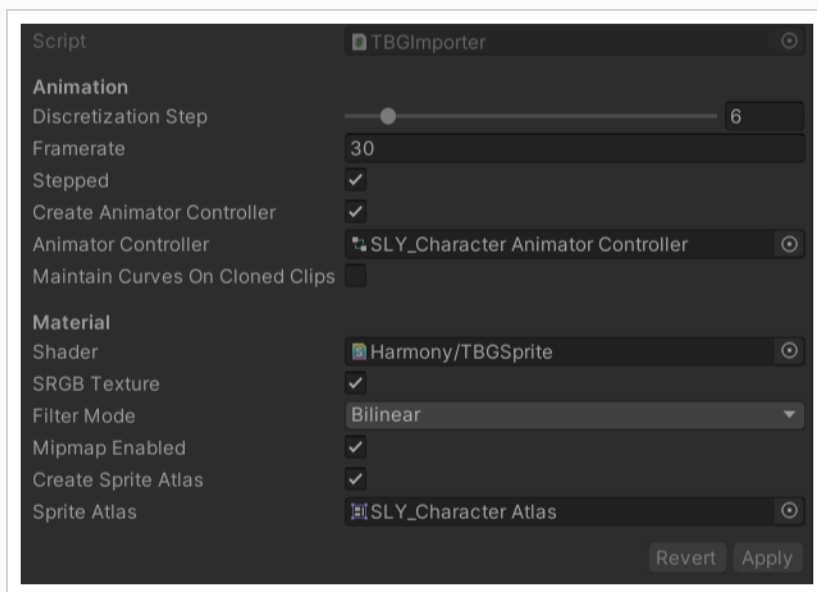 Script TBGImporter
Animation
Discretization Step 6
Framerate 30
Stepped
Create Animator Controller
Animator Controller SLY_Character Animator Controller
Maintain Curves On Cloned Clips
Material
Shader Harmony/TBGSprite
SRGB Texture
Filter Mode Bilinear
Mipmap Enabled
Create Sprite Atlas
Sprite Atlas SLY_Character Atlas
Revert Apply